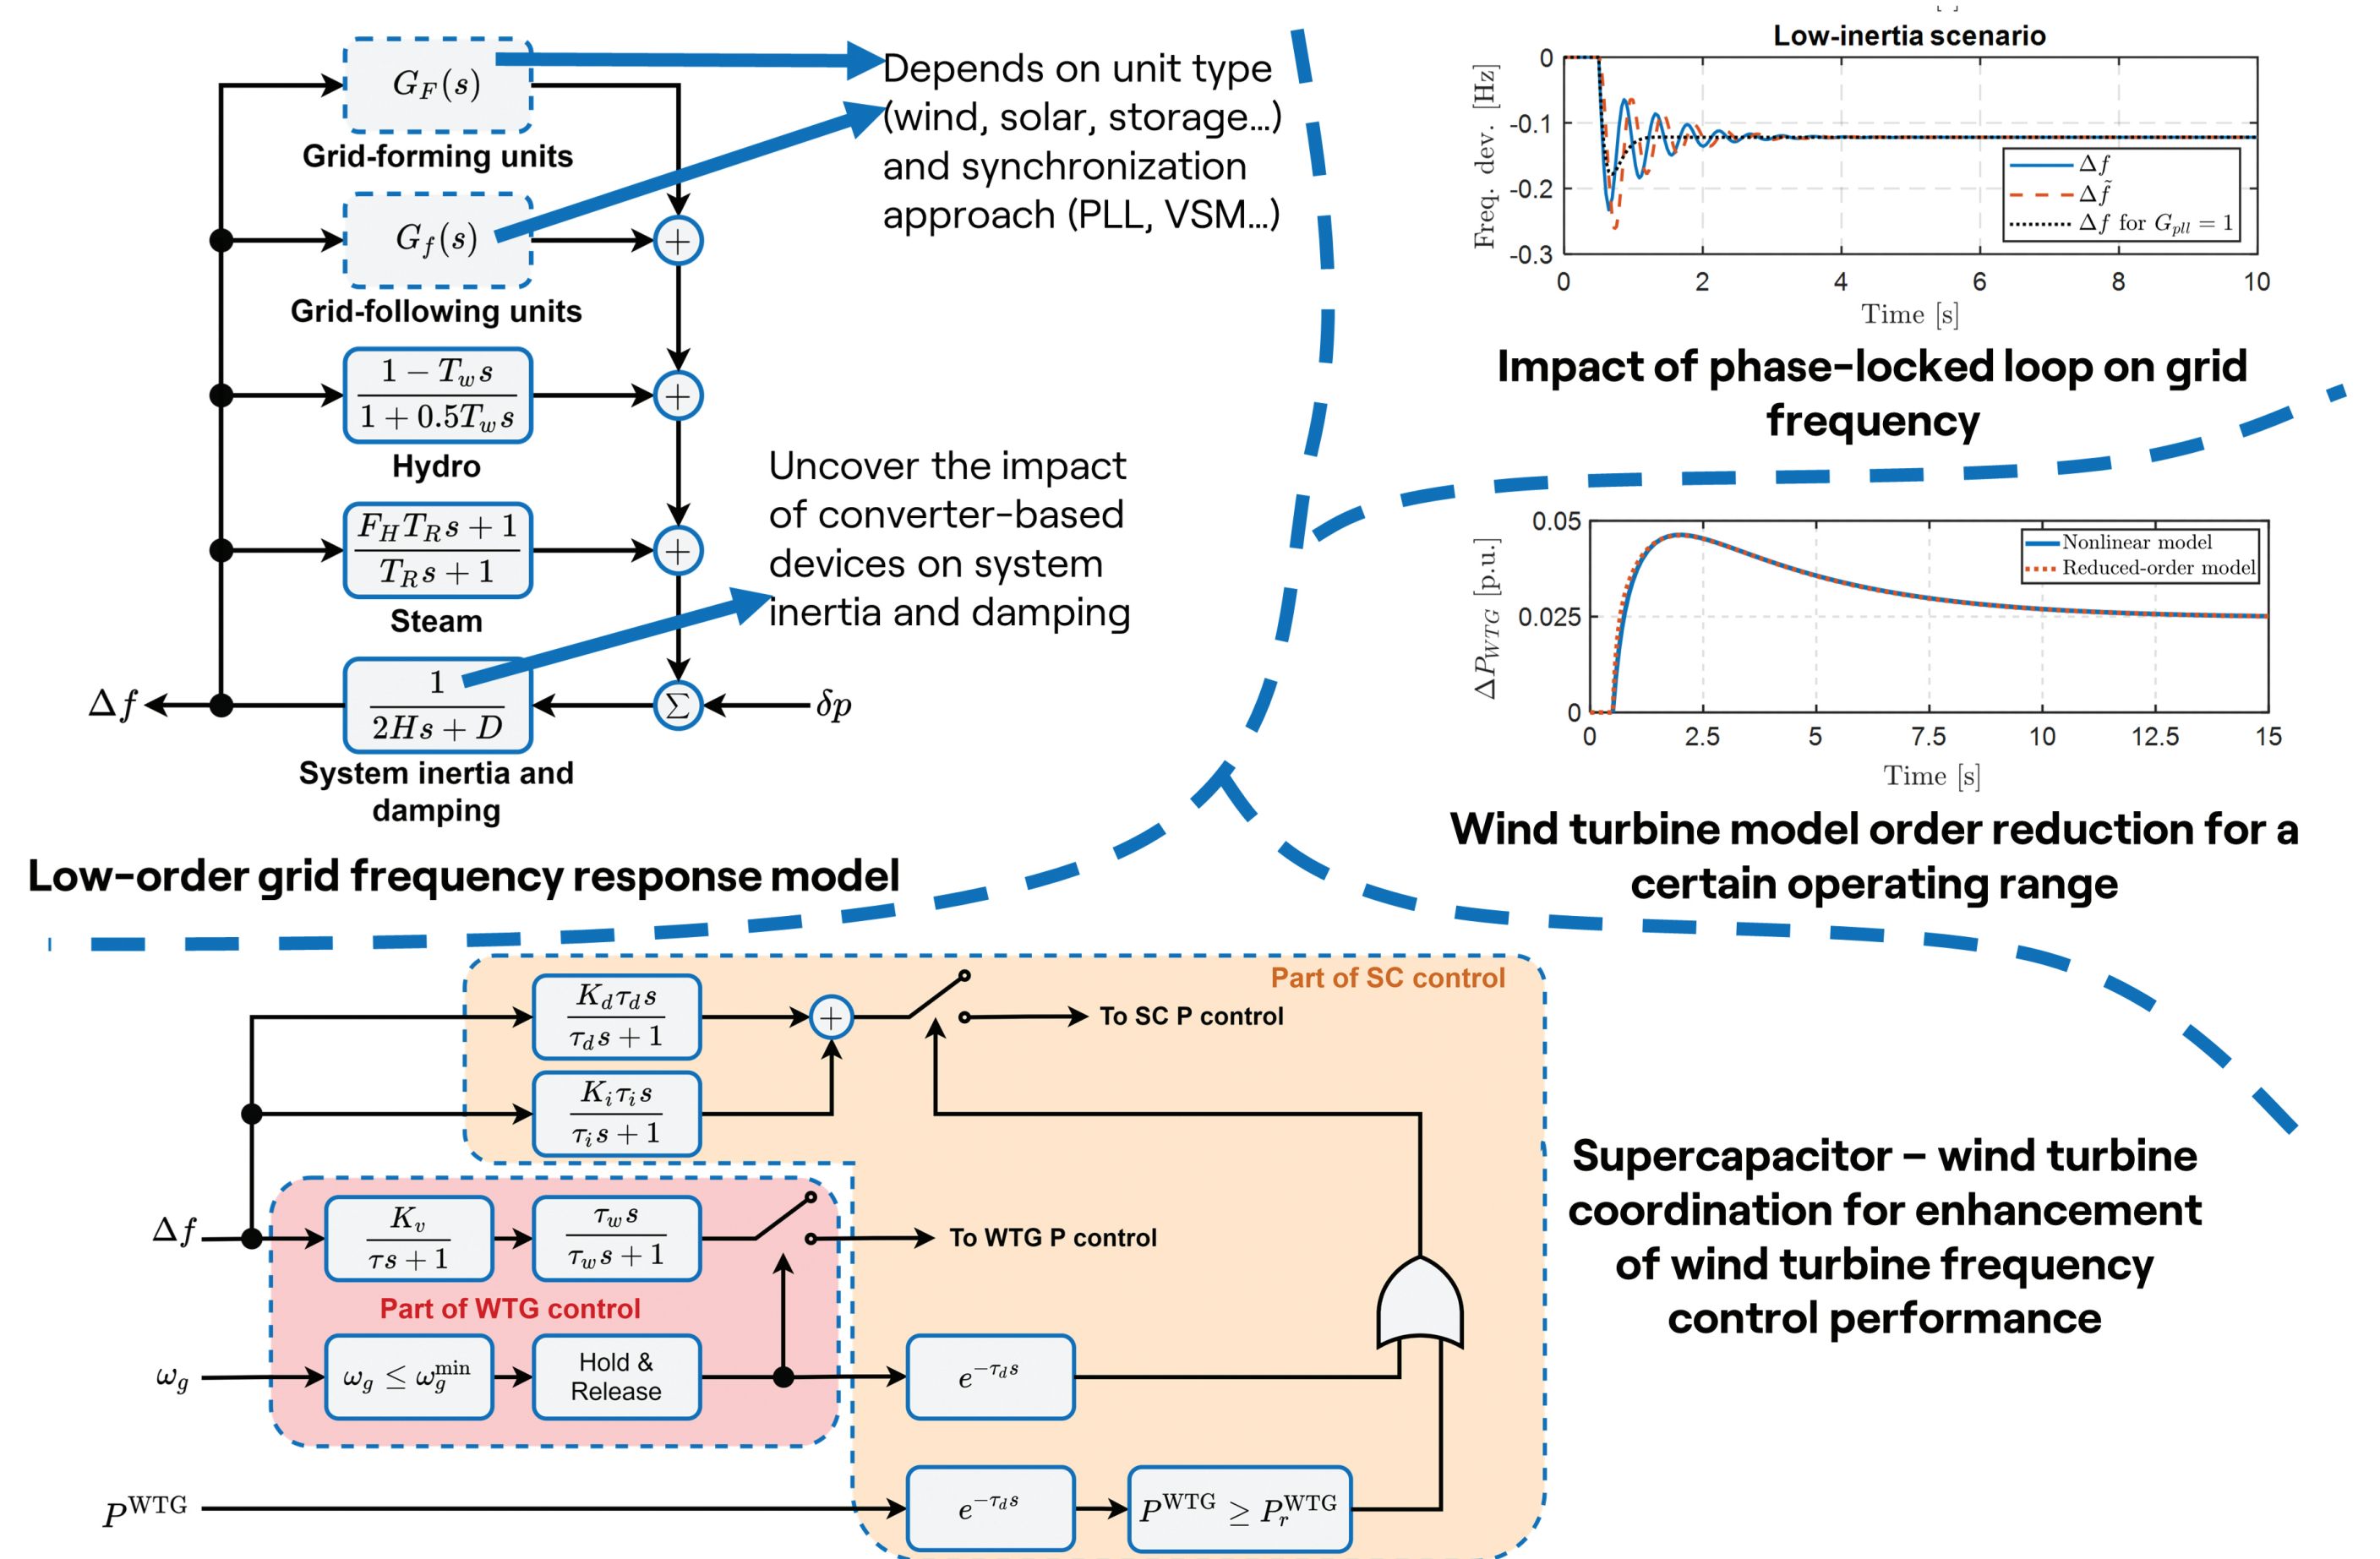 G_F(s)
Grid-forming units
G_f(s)
Grid-following units
Depends on unit type
(wind, solar, storage...)
and synchronization
approach (PLL, VSM...)
+
1 − T_w s
1 + 0.5T_w s
Hydro
+
F_H T_R s + 1
T_R s + 1
Steam
+
Uncover the impact
of converter-based
devices on system
inertia and damping
Δf
1
2Hs + D
Σ
δp
System inertia and
damping
Low-order grid frequency response model
Low-inertia scenario
Freq. dev. [Hz]
0
-0.1
-0.2
-0.3
Δf
Δf̃
Δf for G_pll = 1
0 2 4 6 8 10
Time [s]
Impact of phase-locked loop on grid
frequency
ΔP_WTG [p.u.]
0.05
0.025
0
Nonlinear model
Reduced-order model
0 2.5 5 7.5 10 12.5 15
Time [s]
Wind turbine model order reduction for a
certain operating range
Part of SC control
K_d τ_d s
τ_d s + 1
+
To SC P control
K_i τ_i s
τ_i s + 1
Δf
K_v
τs + 1
τ_w s
τ_w s + 1
To WTG P control
Part of WTG control
ω_g
ω_g ≤ ω_g^min
Hold &
Release
e^{−τ_d s}
P^WTG
e^{−τ_d s}
P^WTG ≥ P_r^WTG
Supercapacitor – wind turbine
coordination for enhancement
of wind turbine frequency
control performance